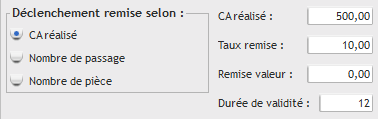 Déclenchement remise selon :
CA réalisé
Nombre de passage
Nombre de pièce
CA réalisé : 500,00
Taux remise : 10,00
Remise valeur : 0,00
Durée de validité : 12